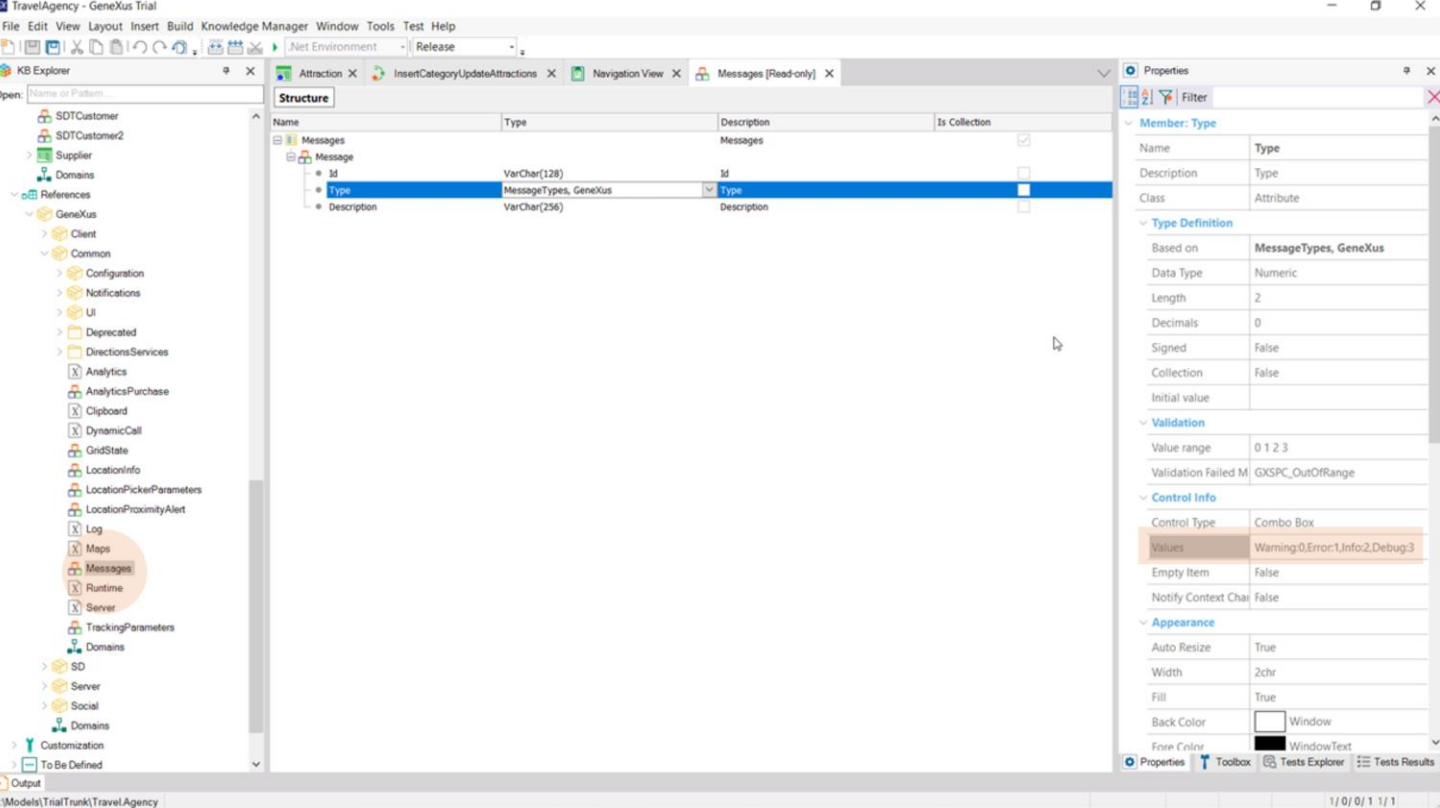 TravelAgency - GeneXus Trial
File Edit View Layout Insert Build Knowledge Manager Window Tools Test Help
.Net Environment Release
KB Explorer
Open: Name or Pattern...
SDTCustomer
SDTCustomer2
Supplier
Domains
References
GeneXus
Client
Common
Configuration
Notifications
UI
Deprecated
DirectionsServices
Analytics
AnalyticsPurchase
Clipboard
DynamicCall
GridState
LocationInfo
LocationPickerParameters
LocationProximityAlert
Log
Maps
Messages
Runtime
Server
TrackingParameters
Domains
SD
Server
Social
Domains
Customization
To Be Defined
Output
Attraction InsertCategoryUpdateAttractions Navigation View Messages [Read-only]
Structure
Name Type Description Is Collection
Messages Messages
Message
Id VarChar(128) Id
Type MessageTypes, GeneXus Type
Description VarChar(256) Description
Properties
Filter
Member: Type
Name Type
Description Type
Class Attribute
Type Definition
Based on MessageTypes, GeneXus
Data Type Numeric
Length 2
Decimals 0
Signed False
Collection False
Initial value
Validation
Value range 0 1 2 3
Validation Failed M GXSPC_OutOfRange
Control Info
Control Type Combo Box
Values Warning:0,Error:1,Info:2,Debug:3
Empty Item False
Notify Context Chai False
Appearance
Auto Resize True
Width 2chr
Fill True
Back Color Window
Fore Color WindowText
Properties Toolbox Tests Explorer Tests Results
:\Models\TrialTrunk\Travel.Agency
1/ 0/ 0/ 1 1/ 1